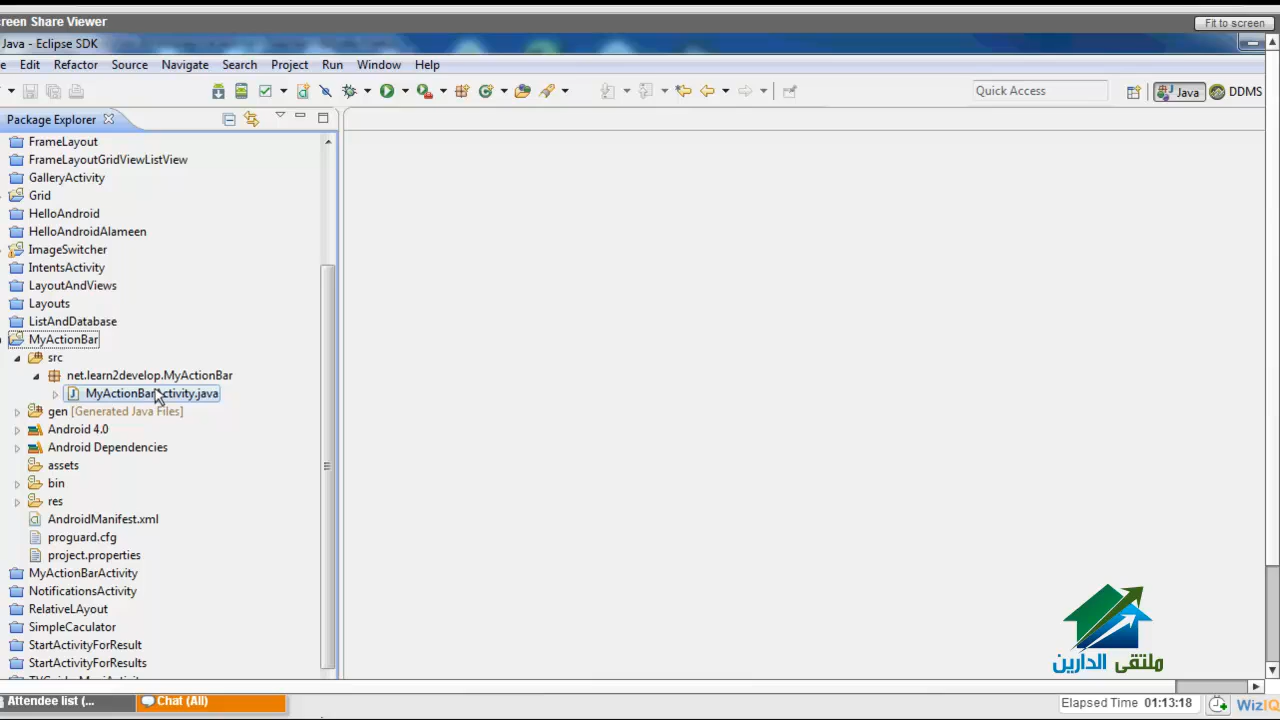 creen Share Viewer
Fit to screen
Java - Eclipse SDK
e Edit Refactor Source Navigate Search Project Run Window Help
Quick Access
Java
DDMS
Package Explorer
FrameLayout
FrameLayoutGridViewListView
GalleryActivity
Grid
HelloAndroid
HelloAndroidAlameen
ImageSwitcher
IntentsActivity
LayoutAndViews
Layouts
ListAndDatabase
MyActionBar
src
net.learn2develop.MyActionBar
MyActionBarActivity.java
gen [Generated Java Files]
Android 4.0
Android Dependencies
assets
bin
res
AndroidManifest.xml
proguard.cfg
project.properties
MyActionBarActivity
NotificationsActivity
RelativeLAyout
SimpleCaculator
StartActivityForResult
StartActivityForResults
ملتقى الدارين
Attendee list (...
Chat (All)
Elapsed Time 01:13:18
WizIQ